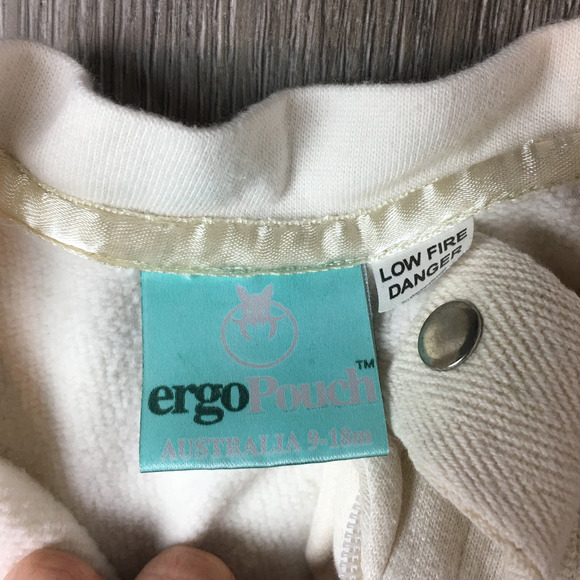 LOW FIRE
DANGER
ergoPouch™
AUSTRALIA 9-18m